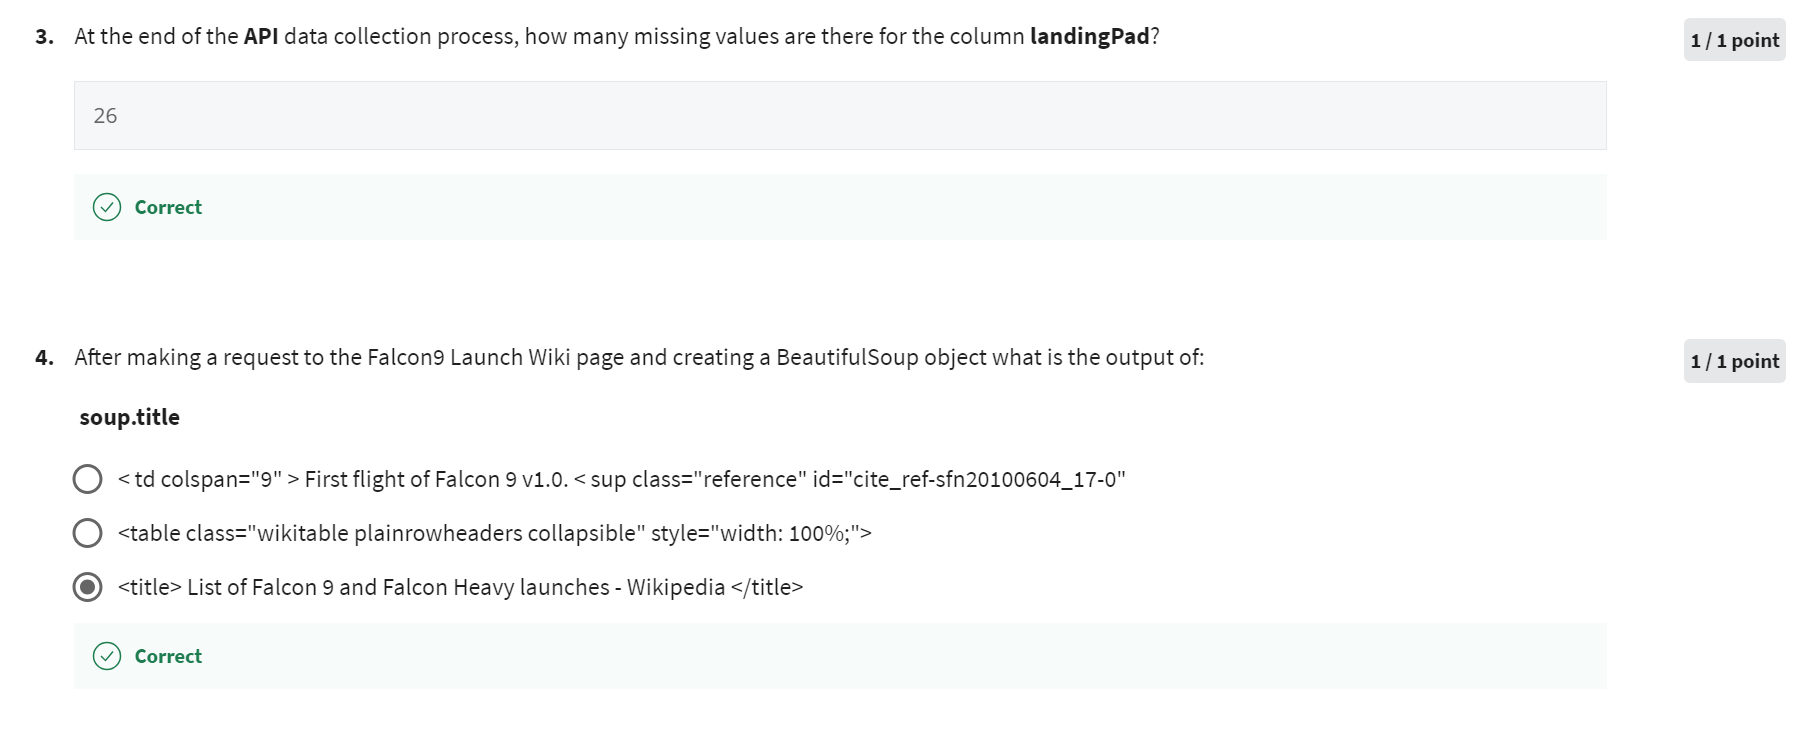 3. At the end of the API data collection process, how many missing values are there for the column landingPad?
1 / 1 point
26
Correct
4. After making a request to the Falcon9 Launch Wiki page and creating a BeautifulSoup object what is the output of:
1 / 1 point
soup.title
< td colspan="9" > First flight of Falcon 9 v1.0. < sup class="reference" id="cite_ref-sfn20100604_17-0"
<table class="wikitable plainrowheaders collapsible" style="width: 100%;">
<title> List of Falcon 9 and Falcon Heavy launches - Wikipedia </title>
Correct